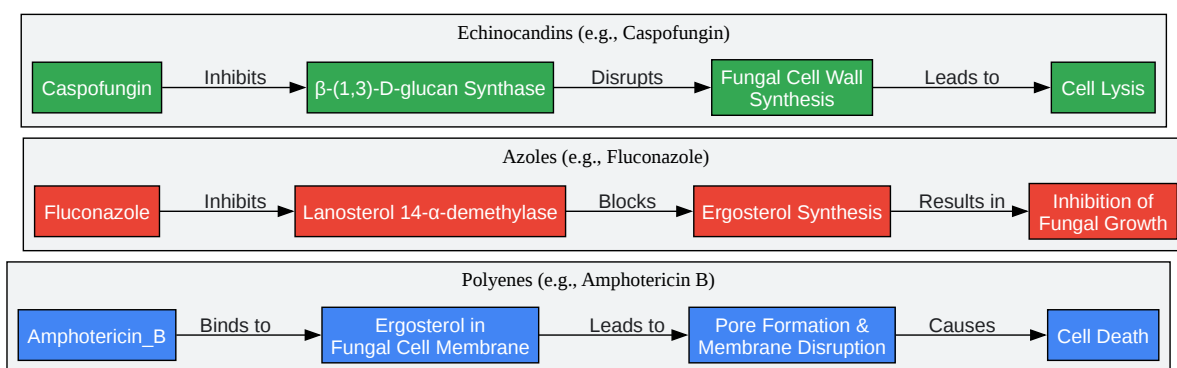 Echinocandins (e.g., Caspofungin)
Caspofungin
Inhibits
β-(1,3)-D-glucan Synthase
Disrupts
Fungal Cell Wall
Synthesis
Leads to
Cell Lysis
Azoles (e.g., Fluconazole)
Fluconazole
Inhibits
Lanosterol 14-α-demethylase
Blocks
Ergosterol Synthesis
Results in
Inhibition of
Fungal Growth
Polyenes (e.g., Amphotericin B)
Amphotericin_B
Binds to
Ergosterol in
Fungal Cell Membrane
Leads to
Pore Formation &
Membrane Disruption
Causes
Cell Death